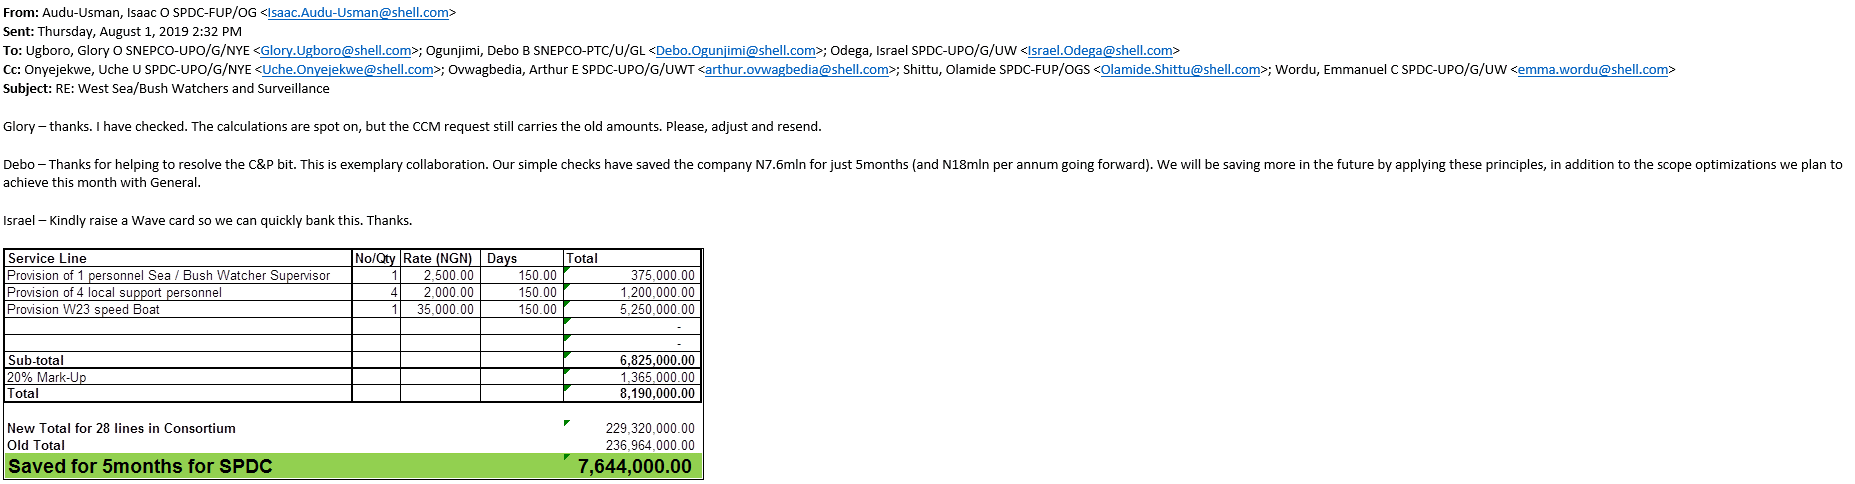 From: Audu-Usman, Isaac O SPDC-FUP/OG <Isaac.Audu-Usman@shell.com>
Sent: Thursday, August 1, 2019 2:32 PM
To: Ugboro, Glory O SNEPCO-UPO/G/NYE <Glory.Ugboro@shell.com>; Ogunjimi, Debo B SNEPCO-PTC/U/GL <Debo.Ogunjimi@shell.com>; Odega, Israel SPDC-UPO/G/UW <Israel.Odega@shell.com>
Cc: Onyejekwe, Uche U SPDC-UPO/G/NYE <Uche.Onyejekwe@shell.com>; Ovwagbedia, Arthur E SPDC-UPO/G/UWT <arthur.ovwagbedia@shell.com>; Shittu, Olamide SPDC-FUP/OGS <Olamide.Shittu@shell.com>; Wordu, Emmanuel C SPDC-UPO/G/UW <emma.wordu@shell.com>
Subject: RE: West Sea/Bush Watchers and Surveillance
Glory – thanks. I have checked. The calculations are spot on, but the CCM request still carries the old amounts. Please, adjust and resend.
Debo – Thanks for helping to resolve the C&P bit. This is exemplary collaboration. Our simple checks have saved the company N7.6mln for just 5months (and N18mln per annum going forward). We will be saving more in the future by applying these principles, in addition to the scope optimizations we plan to
achieve this month with General.
Israel – Kindly raise a Wave card so we can quickly bank this. Thanks.
Service Line No/Qty Rate (NGN) Days Total
Provision of 1 personnel Sea / Bush Watcher Supervisor 1 2,500.00 150.00 375,000.00
Provision of 4 local support personnel 4 2,000.00 150.00 1,200,000.00
Provision W23 speed Boat 1 35,000.00 150.00 5,250,000.00
-
-
Sub-total 6,825,000.00
20% Mark-Up 1,365,000.00
Total 8,190,000.00
New Total for 28 lines in Consortium 229,320,000.00
Old Total 236,964,000.00
Saved for 5months for SPDC 7,644,000.00